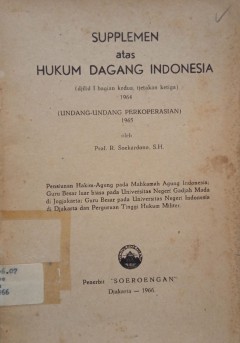 SUPPLEMEN
atas
HUKUM DAGANG INDONESIA
(djilid I bagian kedua, tjetakan ketiga)
1964
(UNDANG-UNDANG PERKOPERASIAN)
1965
oleh
Prof. R. Soekardono, S.H.
Penasehat Hukum-Agung pada Mahkamah Agung Indonesia;
Guru Besar luar biasa pada Universitas Negeri Gadjah Mada
di Jogjakarta; Guru Besar pada Universitas Negeri Indonesia
di Djakarta dan Perguruan Tinggi Hukum Militer.
6.07
Penerbit "SOEROENGAN"
Djakarta — 1966